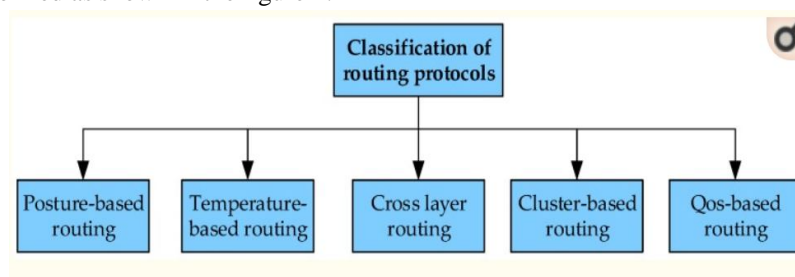 Classification of
routing protocols
Posture-based
routing
Temperature-
based routing
Cross layer
routing
Cluster-based
routing
Qos-based
routing